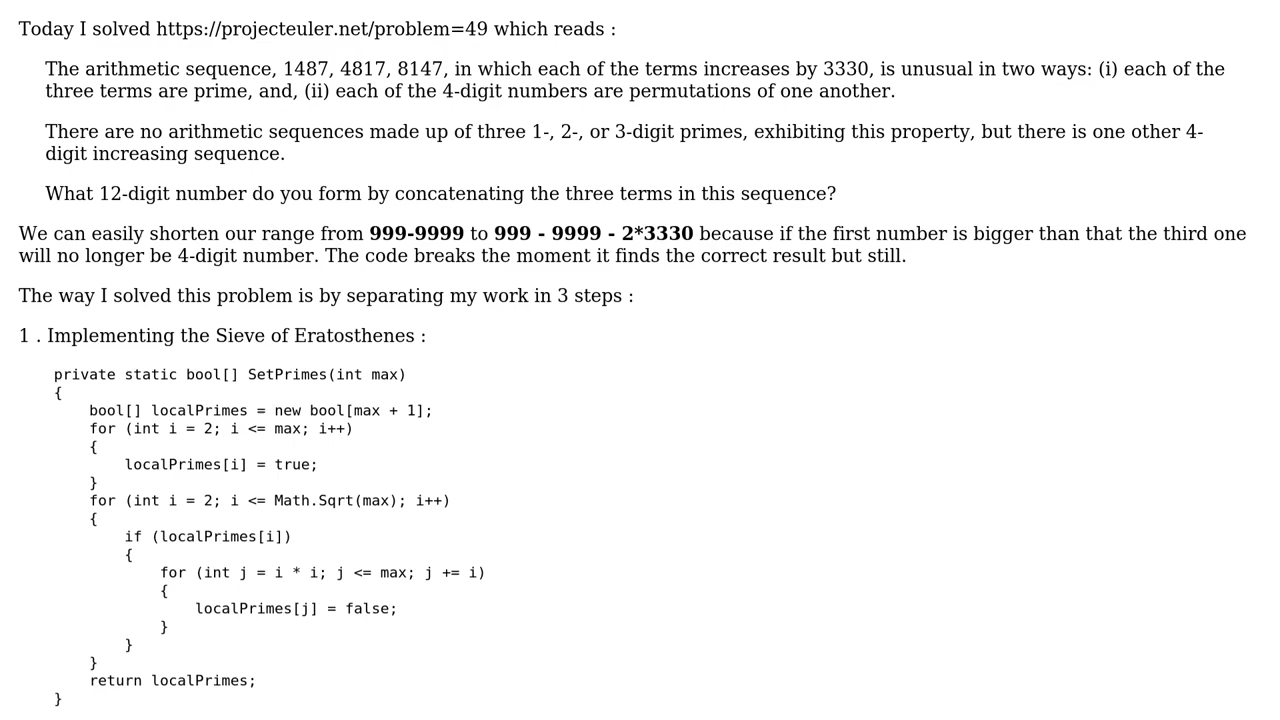 Today I solved https://projecteuler.net/problem=49 which reads :
The arithmetic sequence, 1487, 4817, 8147, in which each of the terms increases by 3330, is unusual in two ways: (i) each of the
three terms are prime, and, (ii) each of the 4-digit numbers are permutations of one another.
There are no arithmetic sequences made up of three 1-, 2-, or 3-digit primes, exhibiting this property, but there is one other 4-
digit increasing sequence.
What 12-digit number do you form by concatenating the three terms in this sequence?
We can easily shorten our range from 999-9999 to 999 - 9999 - 2*3330 because if the first number is bigger than that the third one
will no longer be 4-digit number. The code breaks the moment it finds the correct result but still.
The way I solved this problem is by separating my work in 3 steps :
1 . Implementing the Sieve of Eratosthenes :
private static bool[] SetPrimes(int max)
{
    bool[] localPrimes = new bool[max + 1];
    for (int i = 2; i <= max; i++)
    {
        localPrimes[i] = true;
    }
    for (int i = 2; i <= Math.Sqrt(max); i++)
    {
        if (localPrimes[i])
        {
            for (int j = i * i; j <= max; j += i)
            {
                localPrimes[j] = false;
            }
        }
    }
    return localPrimes;
}